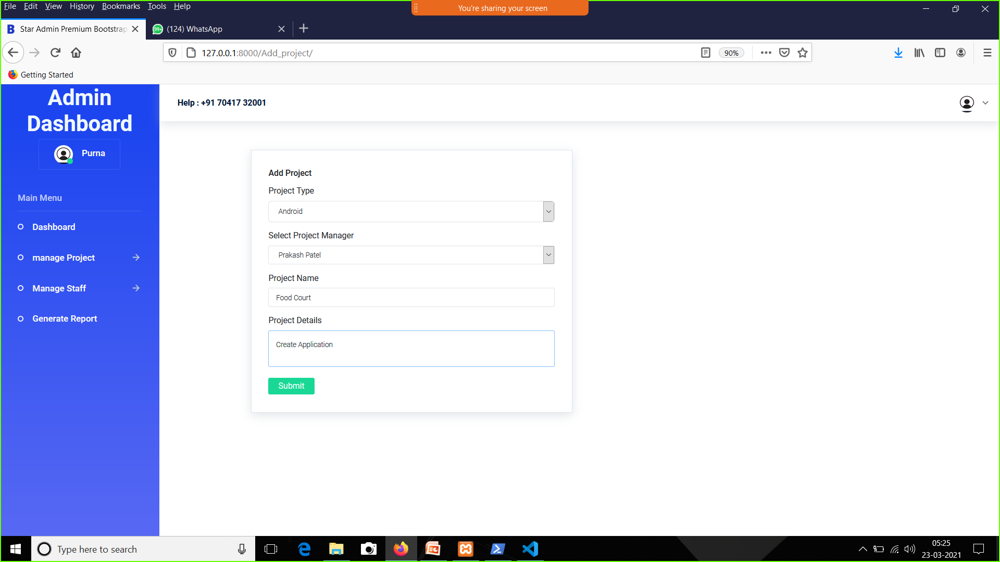 File Edit View History Bookmarks Tools Help
You're sharing your screen
Star Admin Premium Bootstrap
(124) WhatsApp
127.0.0.1:8000/Add_project/
90%
Getting Started
Admin
Dashboard
Purna
Main Menu
Dashboard
manage Project
Manage Staff
Generate Report
Help : +91 70417 32001
Add Project
Project Type
Android
Select Project Manager
Prakash Patel
Project Name
Food Court
Project Details
Create Application
Submit
Type here to search
05:25
23-03-2021